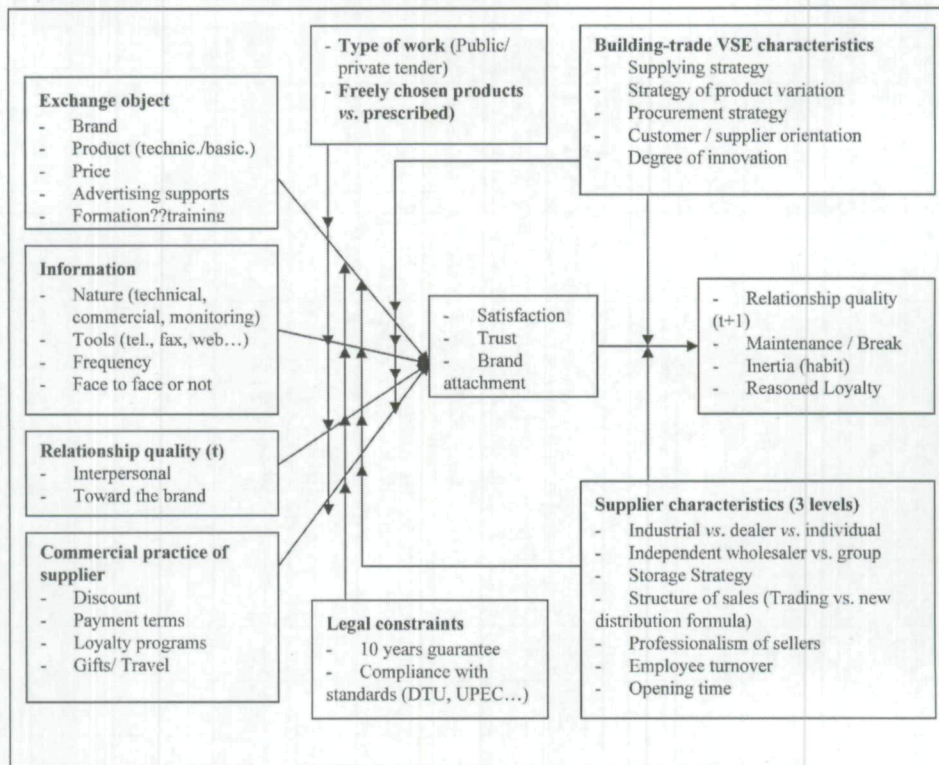 Exchange object
- Brand
- Product (technic./basic.)
- Price
- Advertising supports
- Formation??training
Information
- Nature (technical,
commercial, monitoring)
- Tools (tel., fax, web…)
- Frequency
- Face to face or not
Relationship quality (t)
- Interpersonal
- Toward the brand
Commercial practice of
supplier
- Discount
- Payment terms
- Loyalty programs
- Gifts/ Travel
- Type of work (Public/
private tender)
- Freely chosen products
vs. prescribed)
Legal constraints
- 10 years guarantee
- Compliance with
standards (DTU, UPEC…)
- Satisfaction
- Trust
- Brand
attachment
Building-trade VSE characteristics
- Supplying strategy
- Strategy of product variation
- Procurement strategy
- Customer / supplier orientation
- Degree of innovation
- Relationship quality
(t+1)
- Maintenance / Break
- Inertia (habit)
- Reasoned Loyalty
Supplier characteristics (3 levels)
- Industrial vs. dealer vs. individual
- Independent wholesaler vs. group
- Storage Strategy
- Structure of sales (Trading vs. new
distribution formula)
- Professionalism of sellers
- Employee turnover
- Opening time